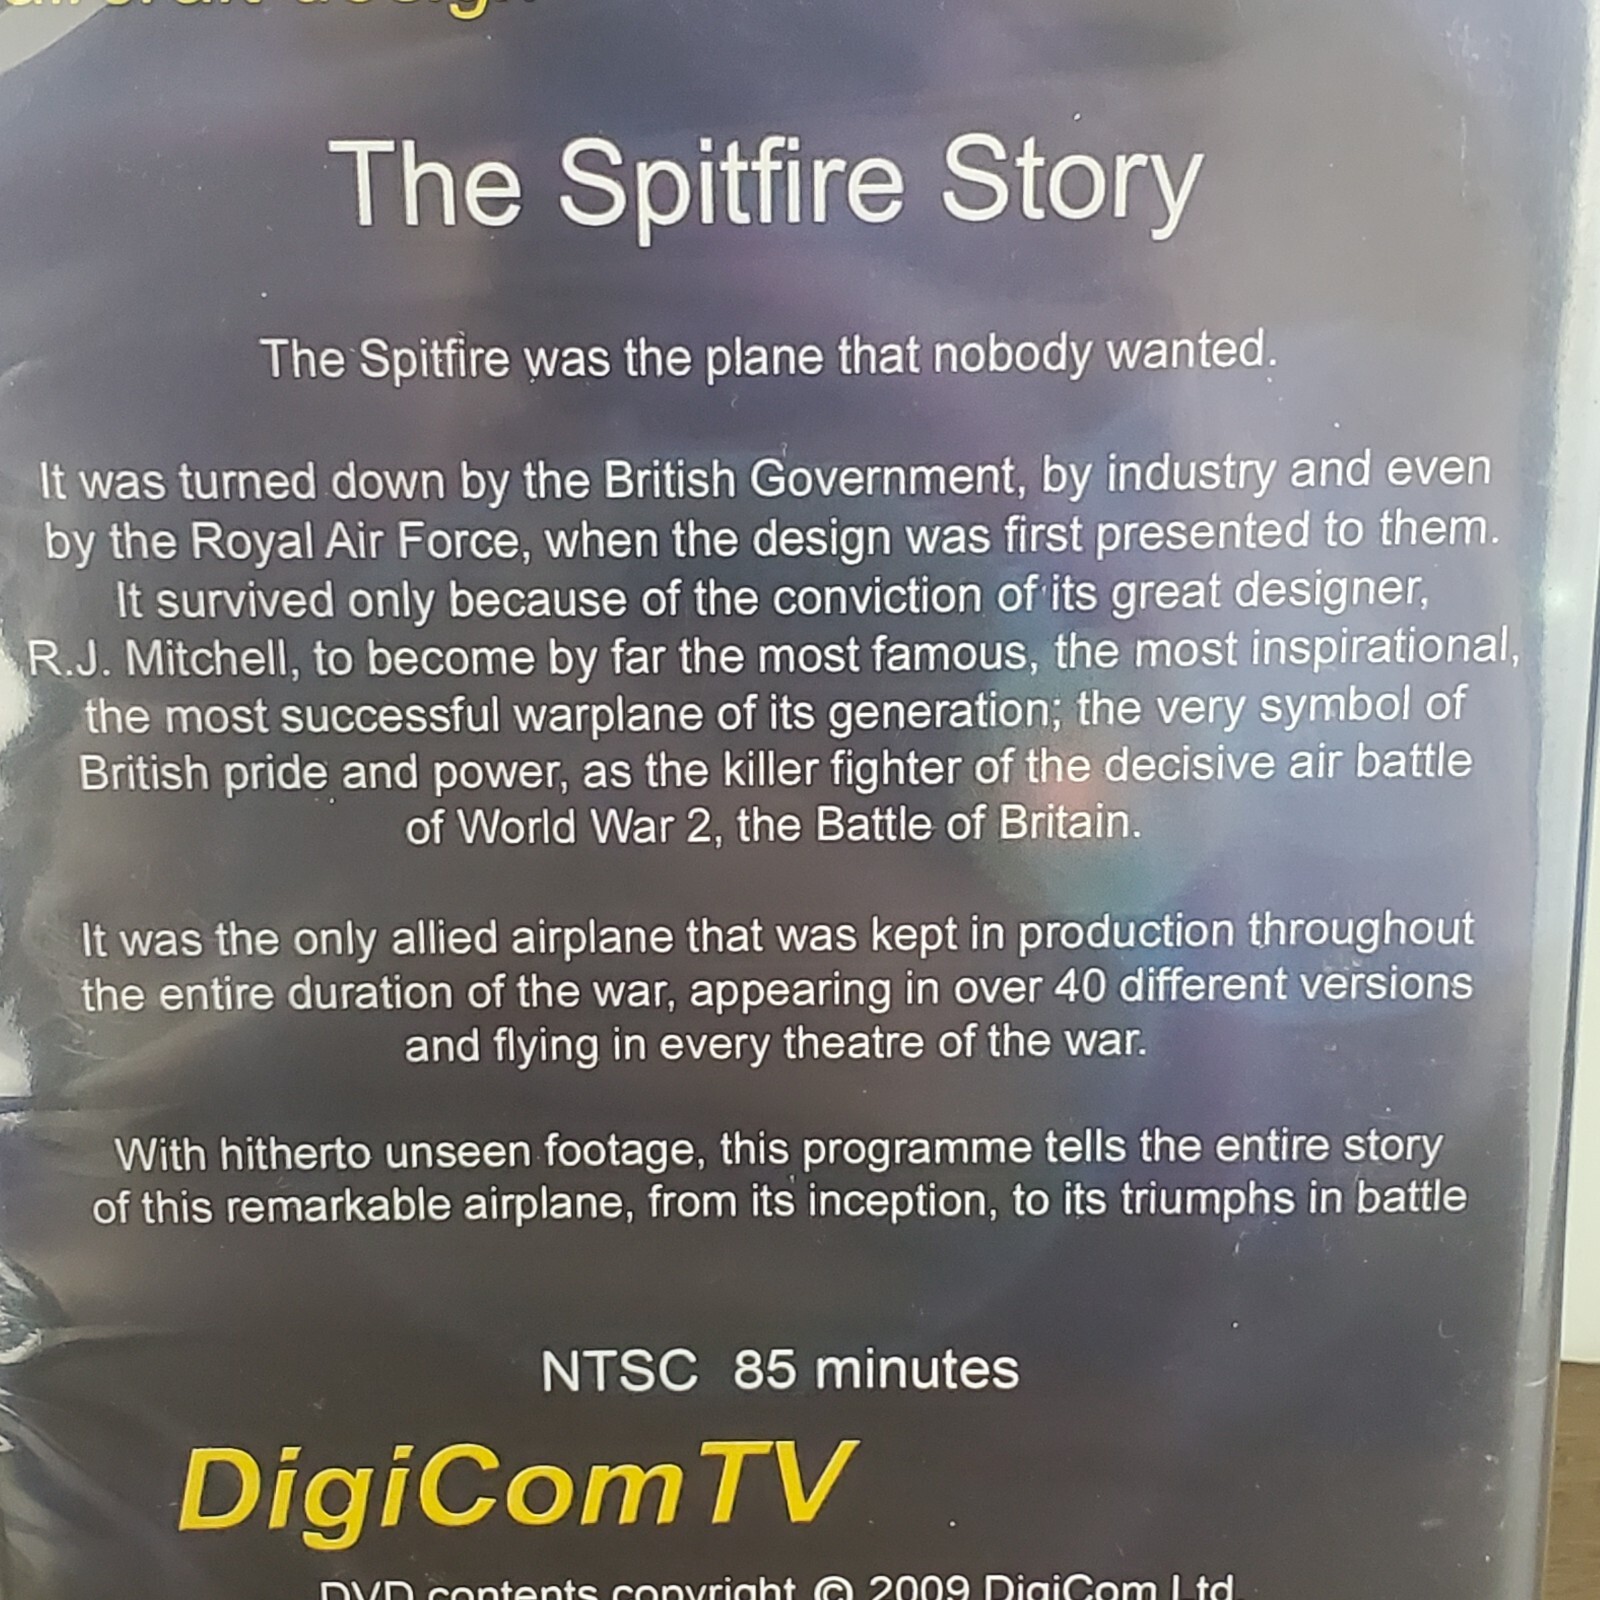 aircraft design
The Spitfire Story
The Spitfire was the plane that nobody wanted.
It was turned down by the British Government, by industry and even
by the Royal Air Force, when the design was first presented to them.
It survived only because of the conviction of its great designer,
R.J. Mitchell, to become by far the most famous, the most inspirational,
the most successful warplane of its generation; the very symbol of
British pride and power, as the killer fighter of the decisive air battle
of World War 2, the Battle of Britain.
It was the only allied airplane that was kept in production throughout
the entire duration of the war, appearing in over 40 different versions
and flying in every theatre of the war.
With hitherto unseen footage, this programme tells the entire story
of this remarkable airplane, from its inception, to its triumphs in battle
NTSC 85 minutes
DigiComTV
DVD contents copyright © 2009 DigiCom Ltd.